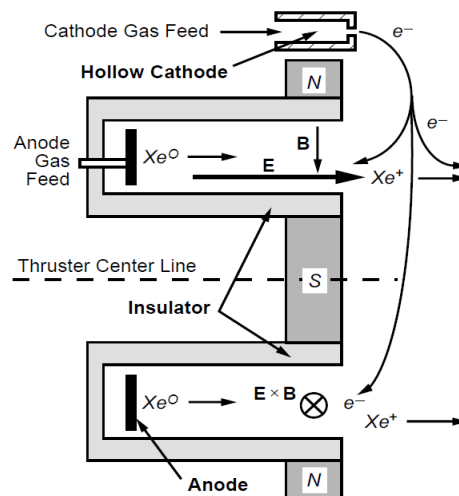 Cathode Gas Feed
e⁻
Hollow Cathode
N
e⁻
Anode
Gas
Feed
Xe⁰
B
E
Xe⁺
Thruster Center Line
S
Insulator
Xe⁰
E × B
e⁻
Xe⁺
Anode
N